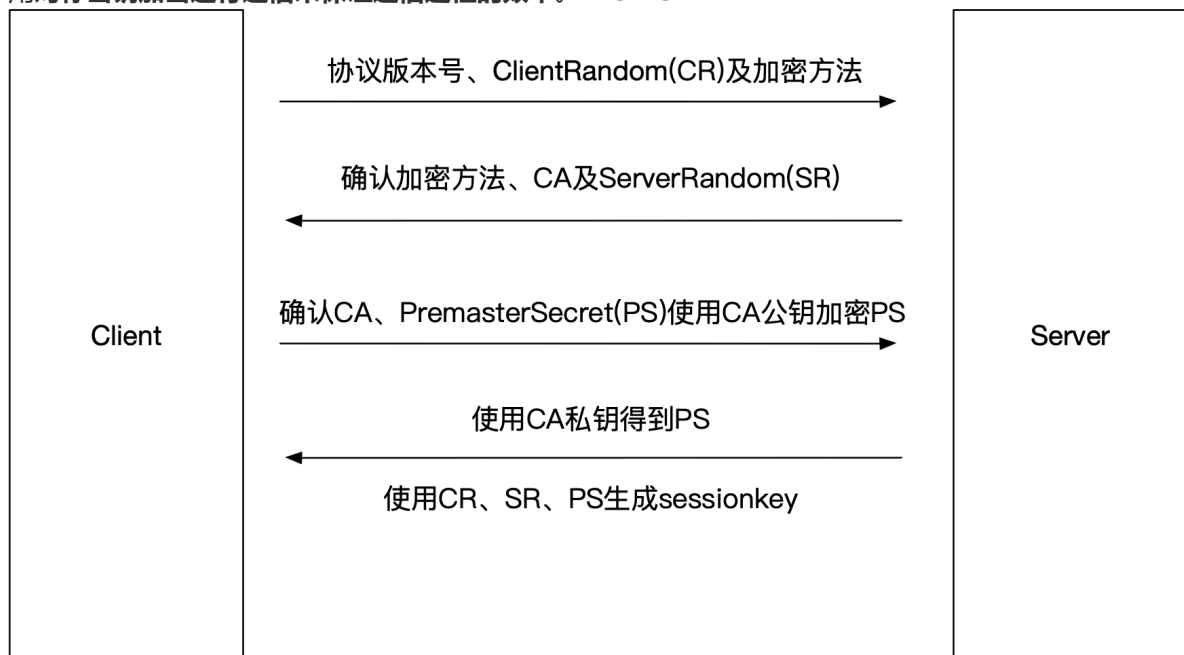 协议版本号、ClientRandom(CR)及加密方法
确认加密方法、CA及ServerRandom(SR)
确认CA、PremasterSecret(PS)使用CA公钥加密PS
Client
Server
使用CA私钥得到PS
使用CR、SR、PS生成sessionkey